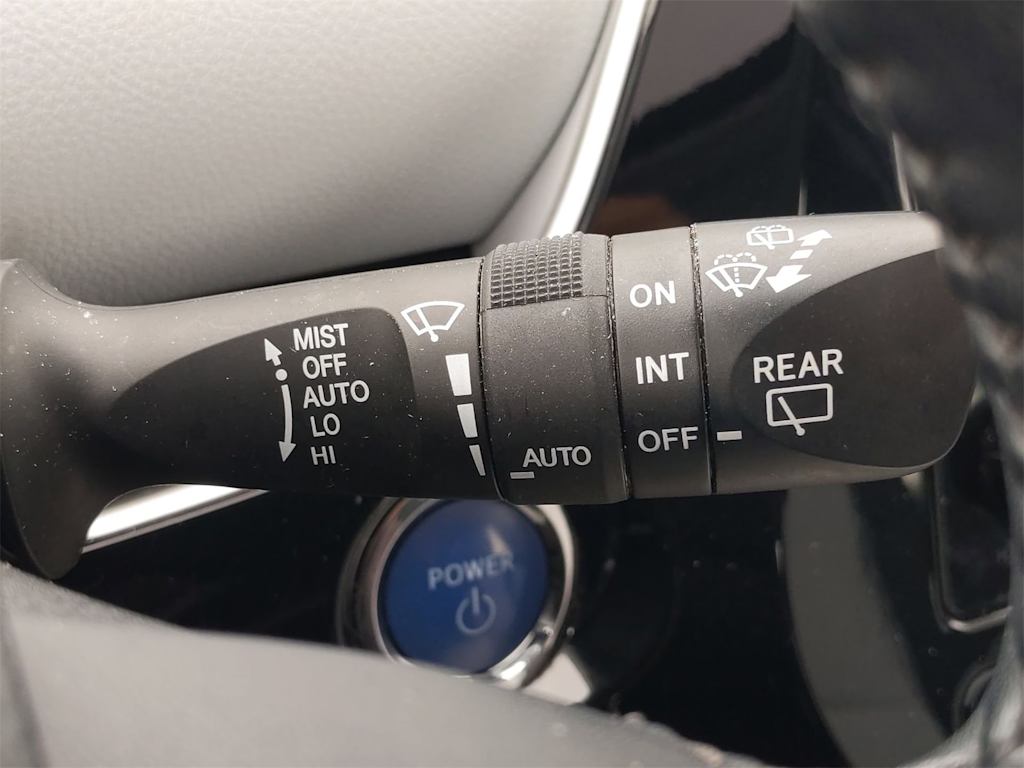 MIST
OFF
AUTO
LO
HI
AUTO
ON
INT
OFF
REAR
POWER